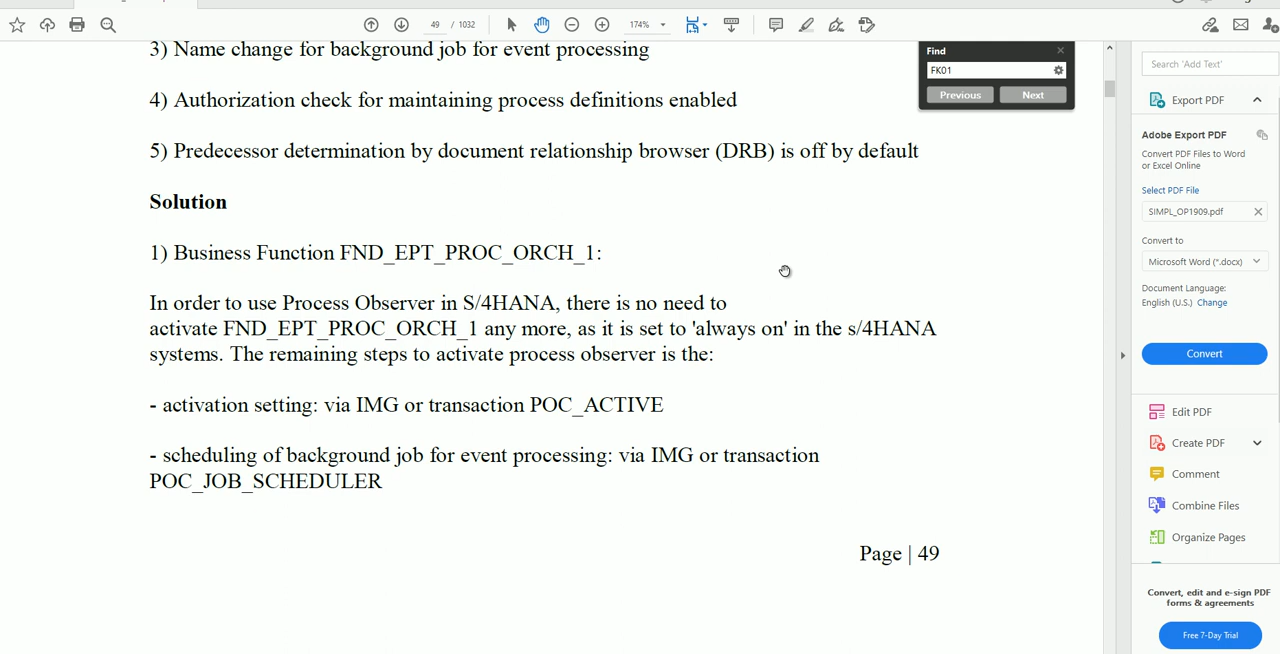 49 / 1032
174%
3) Name change for background job for event processing
Find
FK01
Previous Next
4) Authorization check for maintaining process definitions enabled
5) Predecessor determination by document relationship browser (DRB) is off by default
Solution
1) Business Function FND_EPT_PROC_ORCH_1:
In order to use Process Observer in S/4HANA, there is no need to
activate FND_EPT_PROC_ORCH_1 any more, as it is set to 'always on' in the s/4HANA
systems. The remaining steps to activate process observer is the:
- activation setting: via IMG or transaction POC_ACTIVE
- scheduling of background job for event processing: via IMG or transaction
POC_JOB_SCHEDULER
Page | 49
Search 'Add Text'
Export PDF
Adobe Export PDF
Convert PDF Files to Word
or Excel Online
Select PDF File
SIMPL_OP1909.pdf
Convert to
Microsoft Word (*.docx)
Document Language:
English (U.S.) Change
Convert
Edit PDF
Create PDF
Comment
Combine Files
Organize Pages
Convert, edit and e-sign PDF
forms & agreements
Free 7-Day Trial